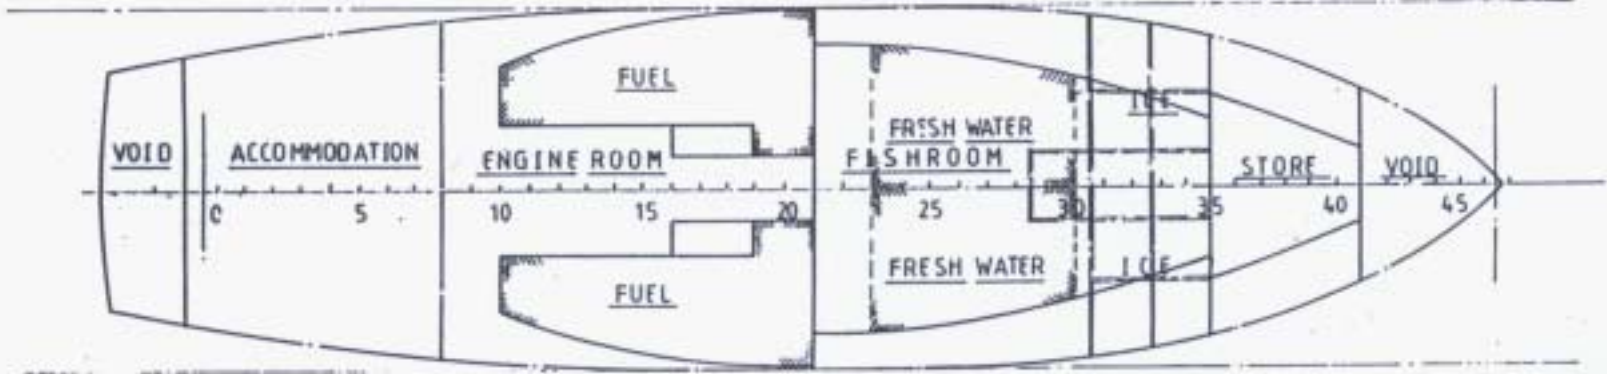 FUEL
ICE
FRESH WATER
VOID ACCOMMODATION ENGINE ROOM FISHROOM STORE VOID
0 5 10 15 20 25 30 35 40 45
FRESH WATER ICE
FUEL